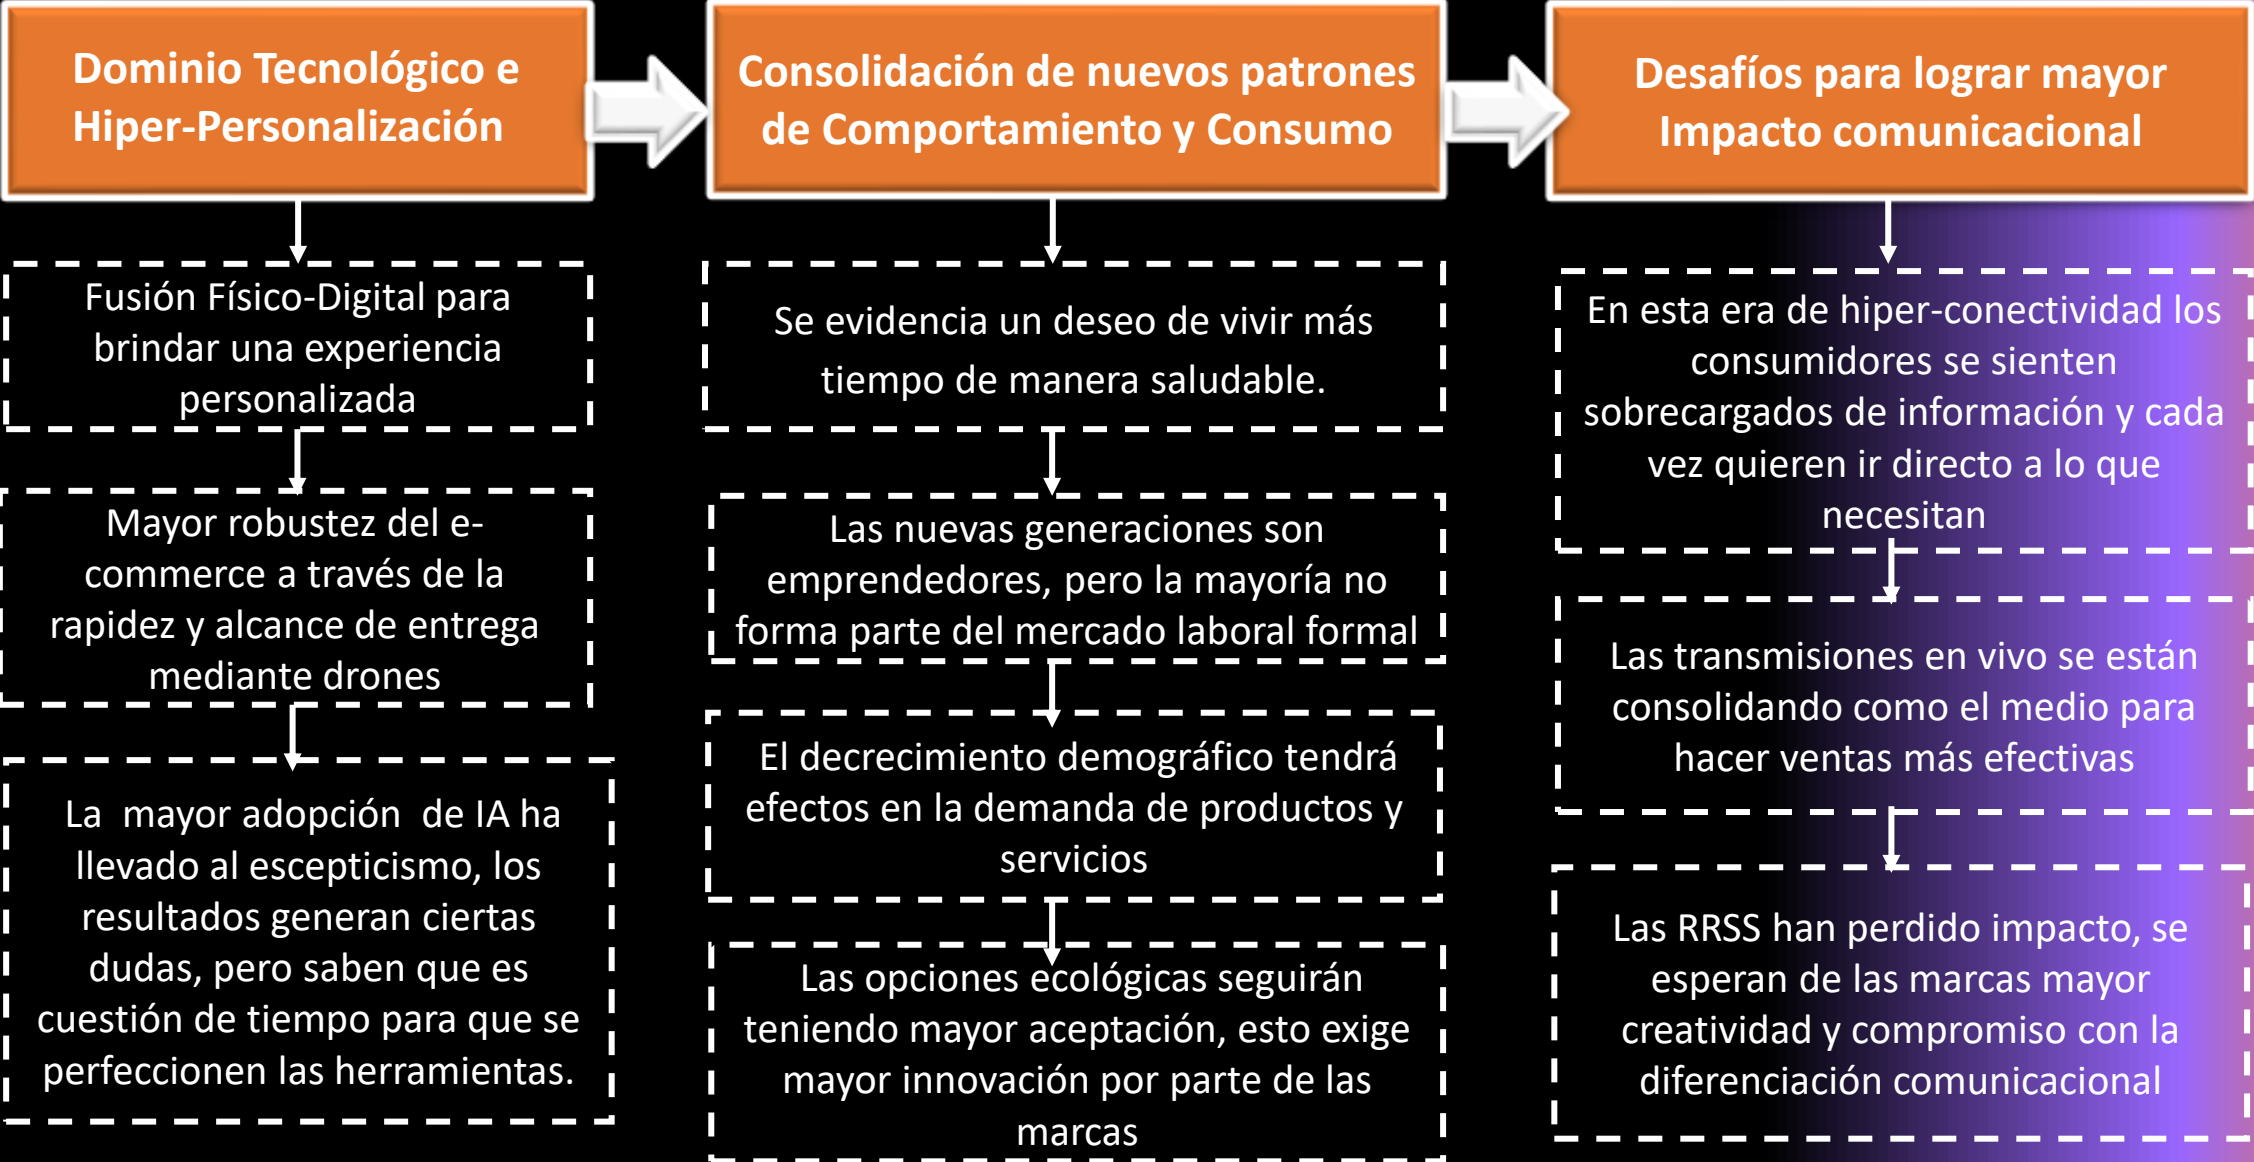 Dominio Tecnológico e
Hiper-Personalización
Fusión Físico-Digital para
brindar una experiencia
personalizada
Mayor robustez del e-
commerce a través de la
rapidez y alcance de entrega
mediante drones
La mayor adopción de IA ha
llevado al escepticismo, los
resultados generan ciertas
dudas, pero saben que es
cuestión de tiempo para que se
perfeccionen las herramientas.
Consolidación de nuevos patrones
de Comportamiento y Consumo
Se evidencia un deseo de vivir más
tiempo de manera saludable.
Las nuevas generaciones son
emprendedores, pero la mayoría no
forma parte del mercado laboral formal
El decrecimiento demográfico tendrá
efectos en la demanda de productos y
servicios
Las opciones ecológicas seguirán
teniendo mayor aceptación, esto exige
mayor innovación por parte de las
marcas
Desafíos para lograr mayor
Impacto comunicacional
En esta era de hiper-conectividad los
consumidores se sienten
sobrecargados de información y cada
vez quieren ir directo a lo que
necesitan
Las transmisiones en vivo se están
consolidando como el medio para
hacer ventas más efectivas
Las RRSS han perdido impacto, se
esperan de las marcas mayor
creatividad y compromiso con la
diferenciación comunicacional